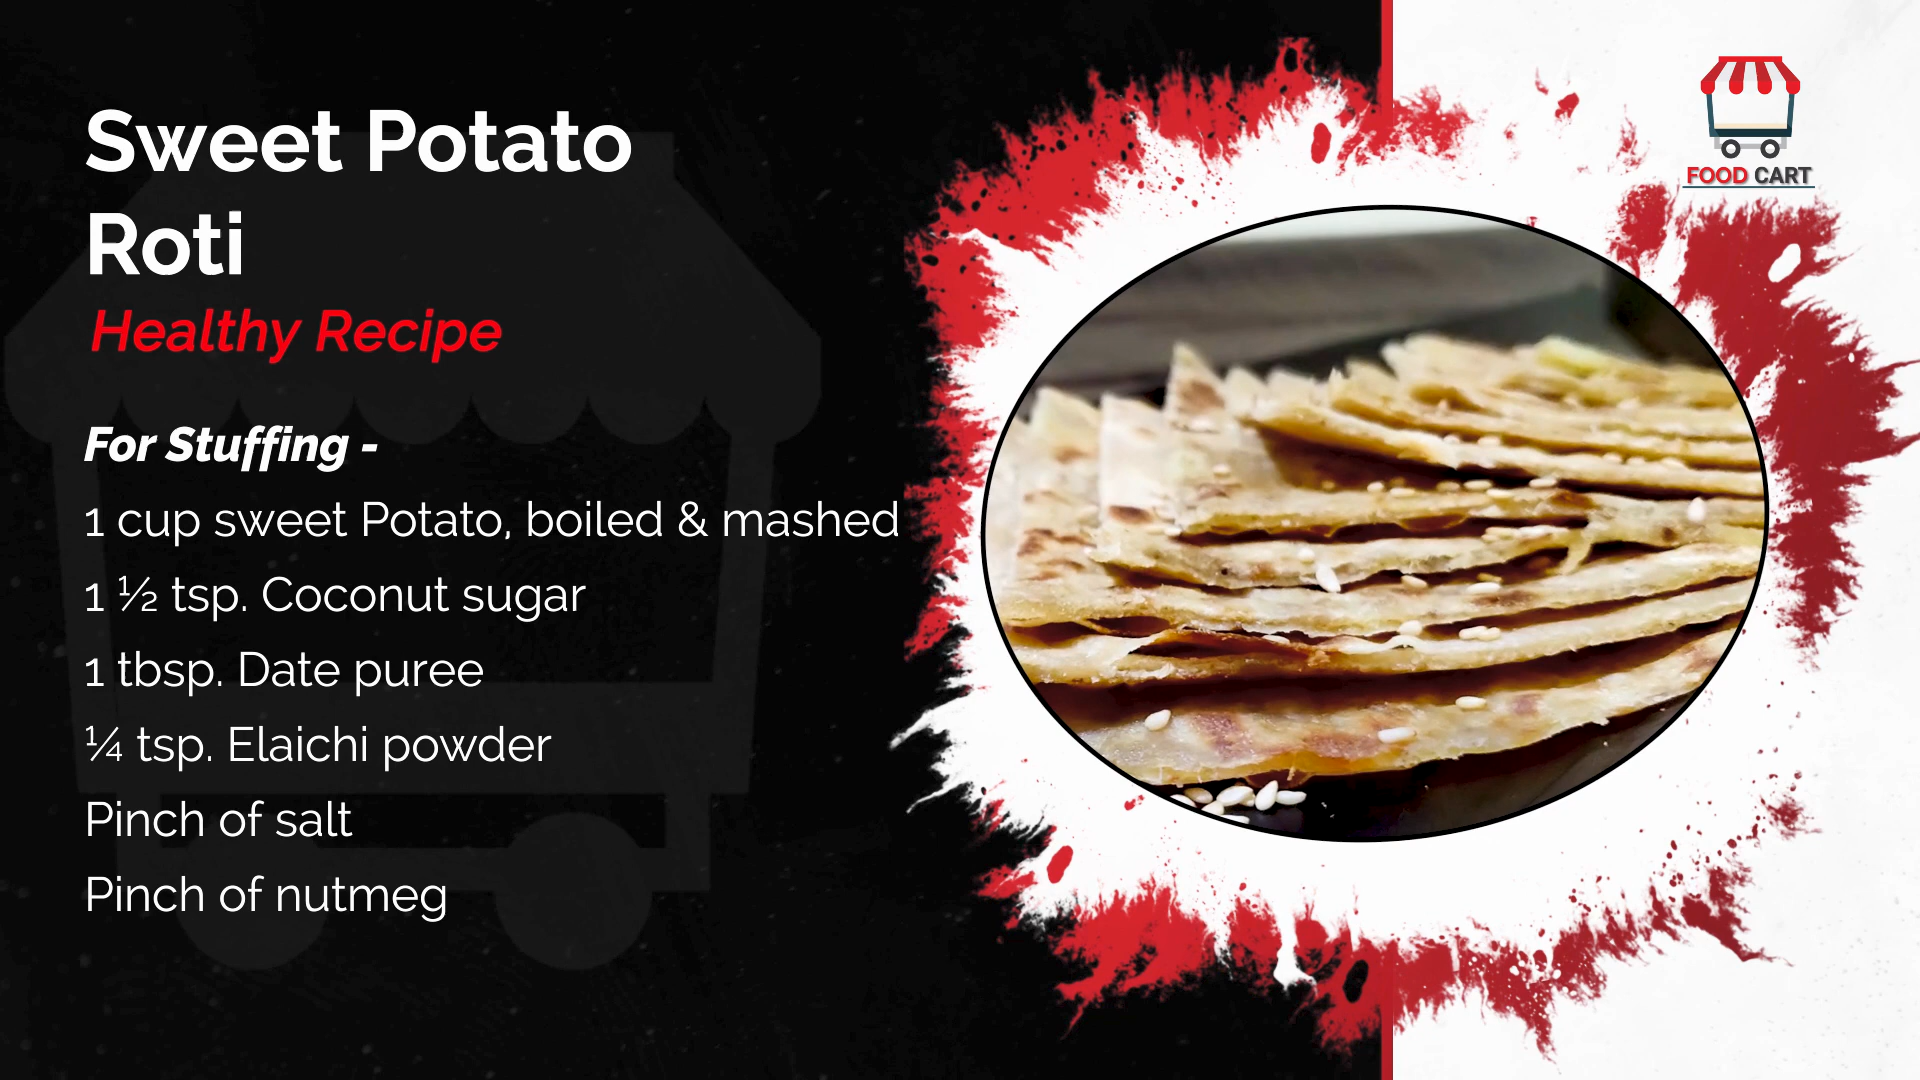 Sweet Potato
Roti
Healthy Recipe
For Stuffing -
1 cup sweet Potato, boiled & mashed
1 ½ tsp. Coconut sugar
1 tbsp. Date puree
¼ tsp. Elaichi powder
Pinch of salt
Pinch of nutmeg
FOOD CART